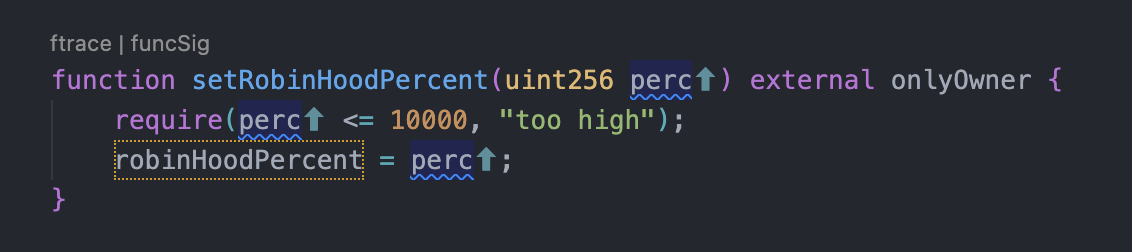 ftrace | funcSig
function setRobinHoodPercent(uint256 perc⬆) external onlyOwner {
    require(perc⬆ <= 10000, "too high");
    robinHoodPercent = perc⬆;
}